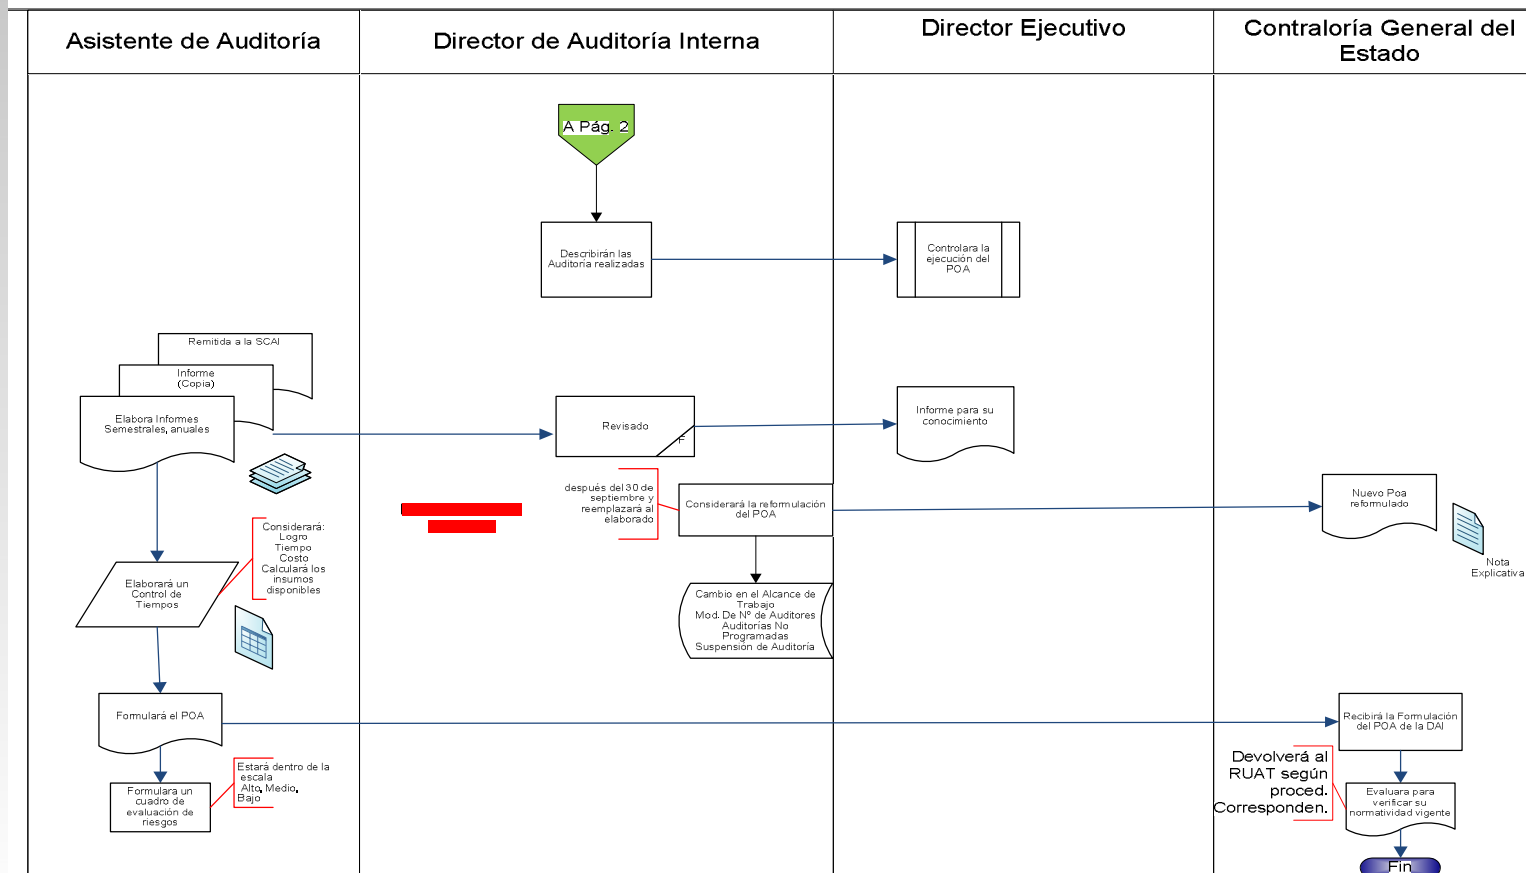 Asistente de Auditoría
Director de Auditoría Interna
Director Ejecutivo
Contraloría General del
Estado
A Pág. 2
Describirán las
Auditoría realizadas
Controlara la
ejecución del
POA
Remitida a la SCAI
Informe
(Copia)
Elabora Informes
Semestrales, anuales
Revisado
F
Informe para su
conocimiento
después del 30 de
septiembre y
reemplazará al
elaborado
Considerará la reformulación
del POA
Nuevo Poa
reformulado
Nota
Explicativa
Considerará:
Logro
Tiempo
Costo
Calculará los
insumos
disponibles
Elaborará un
Control de
Tiempos
Cambio en el Alcance de
Trabajo
Mod. De Nº de Auditores
Auditorías No
Programadas
Suspensión de Auditoría
Formulará el POA
Recibirá la Formulación
del POA de la DAI
Estará dentro de la
escala
Alto, Medio,
Bajo
Formulara un
cuadro de
evaluación de
riesgos
Devolverá al
RUAT según
proced.
Corresponden.
Evaluara para
verificar su
normatividad vigente
Fin